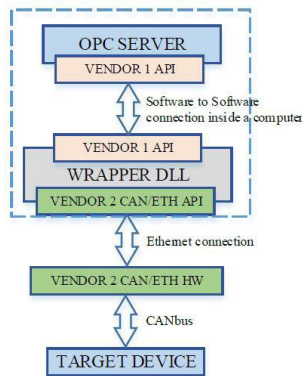 OPC SERVER
VENDOR 1 API
Software to Software
connection inside a computer
VENDOR 1 API
WRAPPER DLL
VENDOR 2 CAN/ETH API
Ethernet connection
VENDOR 2 CAN/ETH HW
CANbus
TARGET DEVICE